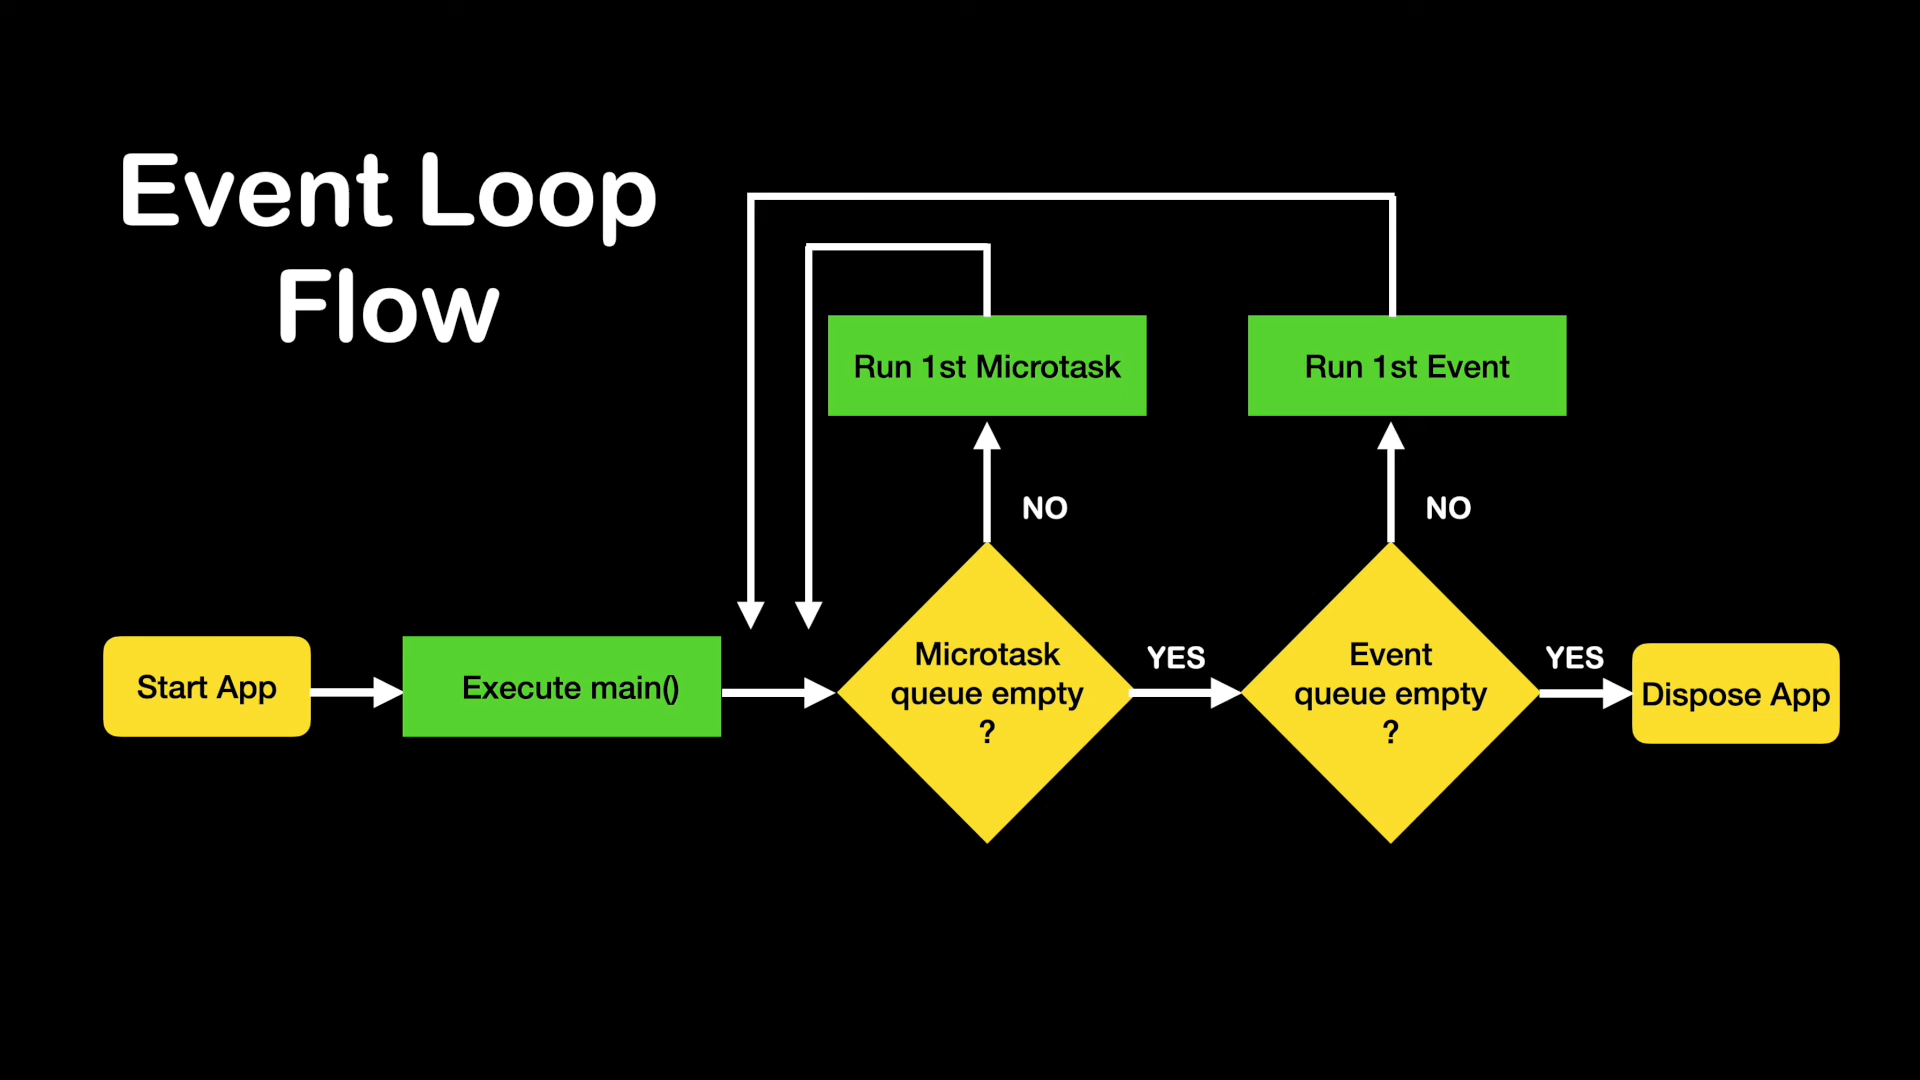 Event Loop
Flow
Run 1st Microtask
Run 1st Event
NO
NO
Start App
Execute main()
Microtask
queue empty
?
YES
Event
queue empty
?
YES
Dispose App